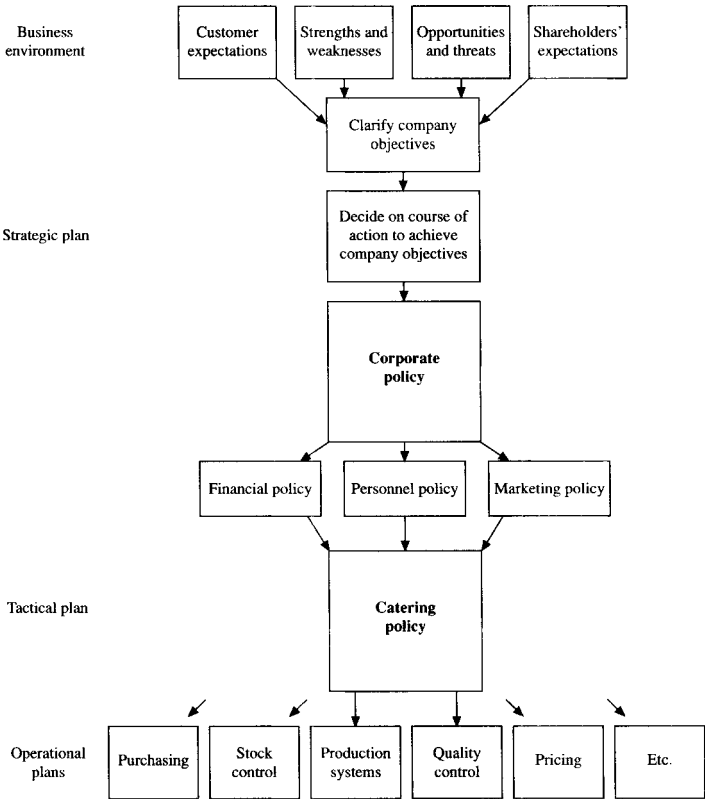 Business
environment
Customer
expectations
Strengths and
weaknesses
Opportunities
and threats
Shareholders'
expectations
Clarify company
objectives
Strategic plan
Decide on course of
action to achieve
company objectives
Corporate
policy
Financial policy
Personnel policy
Marketing policy
Tactical plan
Catering
policy
Operational
plans
Purchasing
Stock
control
Production
systems
Quality
control
Pricing
Etc.